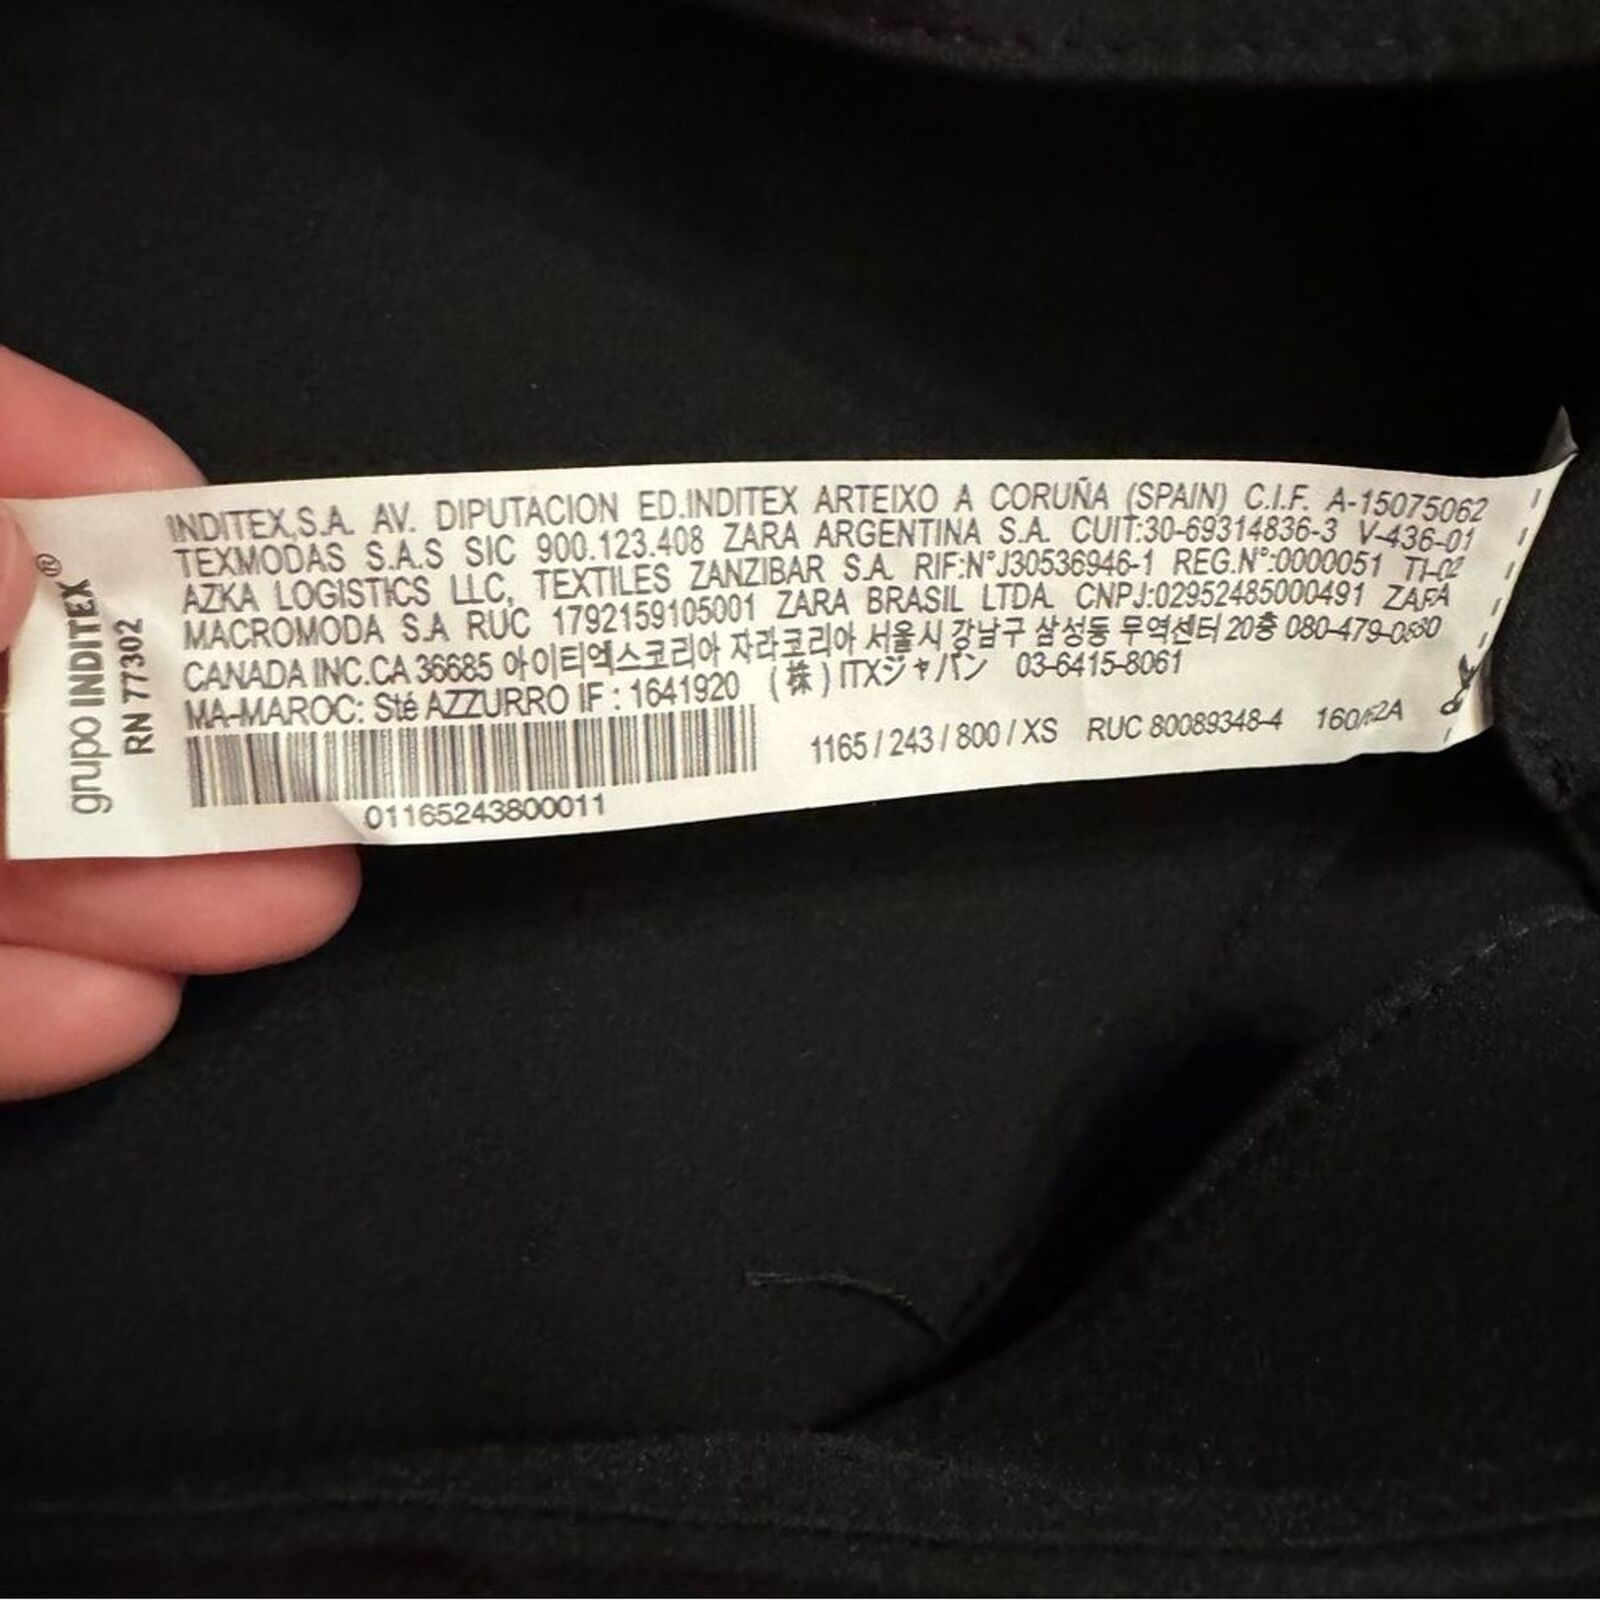 grupo INDITEX®
RN 77302
INDITEX,S.A. AV. DIPUTACION ED.INDITEX ARTEIXO A CORUÑA (SPAIN) C.I.F. A-15075062
TEXMODAS S.A.S SIC 900.123.408 ZARA ARGENTINA S.A. CUIT:30-69314836-3 V-436-01
AZKA LOGISTICS LLC, TEXTILES ZANZIBAR S.A. RIF:N°J30536946-1 REG.N°:0000051 TI-02
MACROMODA S.A RUC 1792159105001 ZARA BRASIL LTDA. CNPJ:02952485000491 ZARA
CANADA INC.CA 36685 아이티엑스코리아 자라코리아 서울시 강남구 삼성동 무역센터 20층
MA-MAROC: Sté AZZURRO IF : 1641920 (株) ITXジャパン 03-6415-8061
1165 / 243 / 800 / XS RUC 80089348-4
01165243800011